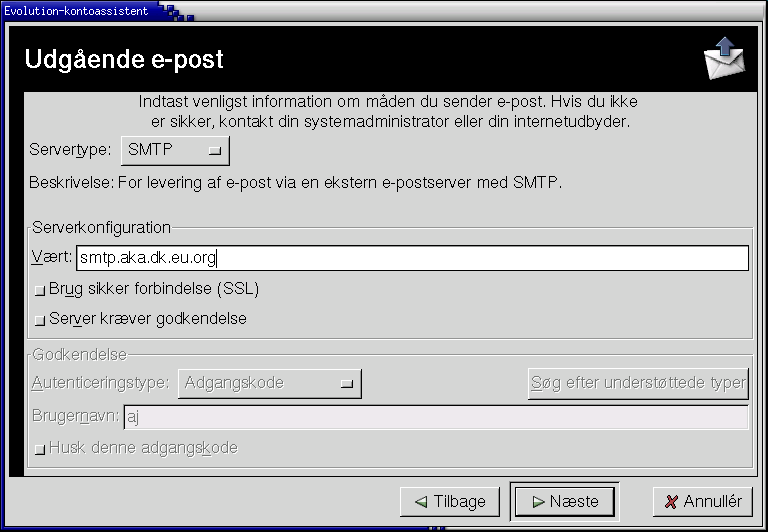 Evolution-kontoassistent
Udgående e-post
Indtast venligst information om måden du sender e-post. Hvis du ikke
er sikker, kontakt din systemadministrator eller din internetudbyder.
Servertype: SMTP
Beskrivelse: For levering af e-post via en ekstern e-postserver med SMTP.
Serverkonfiguration
Vært: smtp.aka.dk.eu.org
Brug sikker forbindelse (SSL)
Server kræver godkendelse
Godkendelse
Autenticeringstype: Adgangskode Søg efter understøttede typer
Brugernavn: aj
Husk denne adgangskode
Tilbage Næste Annullér